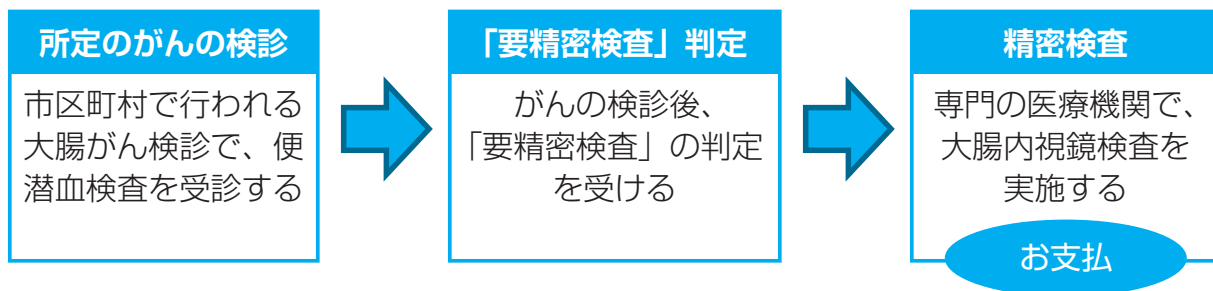 所定のがんの検診
市区町村で行われる
大腸がん検診で、便
潜血検査を受診する
「要精密検査」判定
がんの検診後、
「要精密検査」の判定
を受ける
精密検査
専門の医療機関で、
大腸内視鏡検査を
実施する
お支払